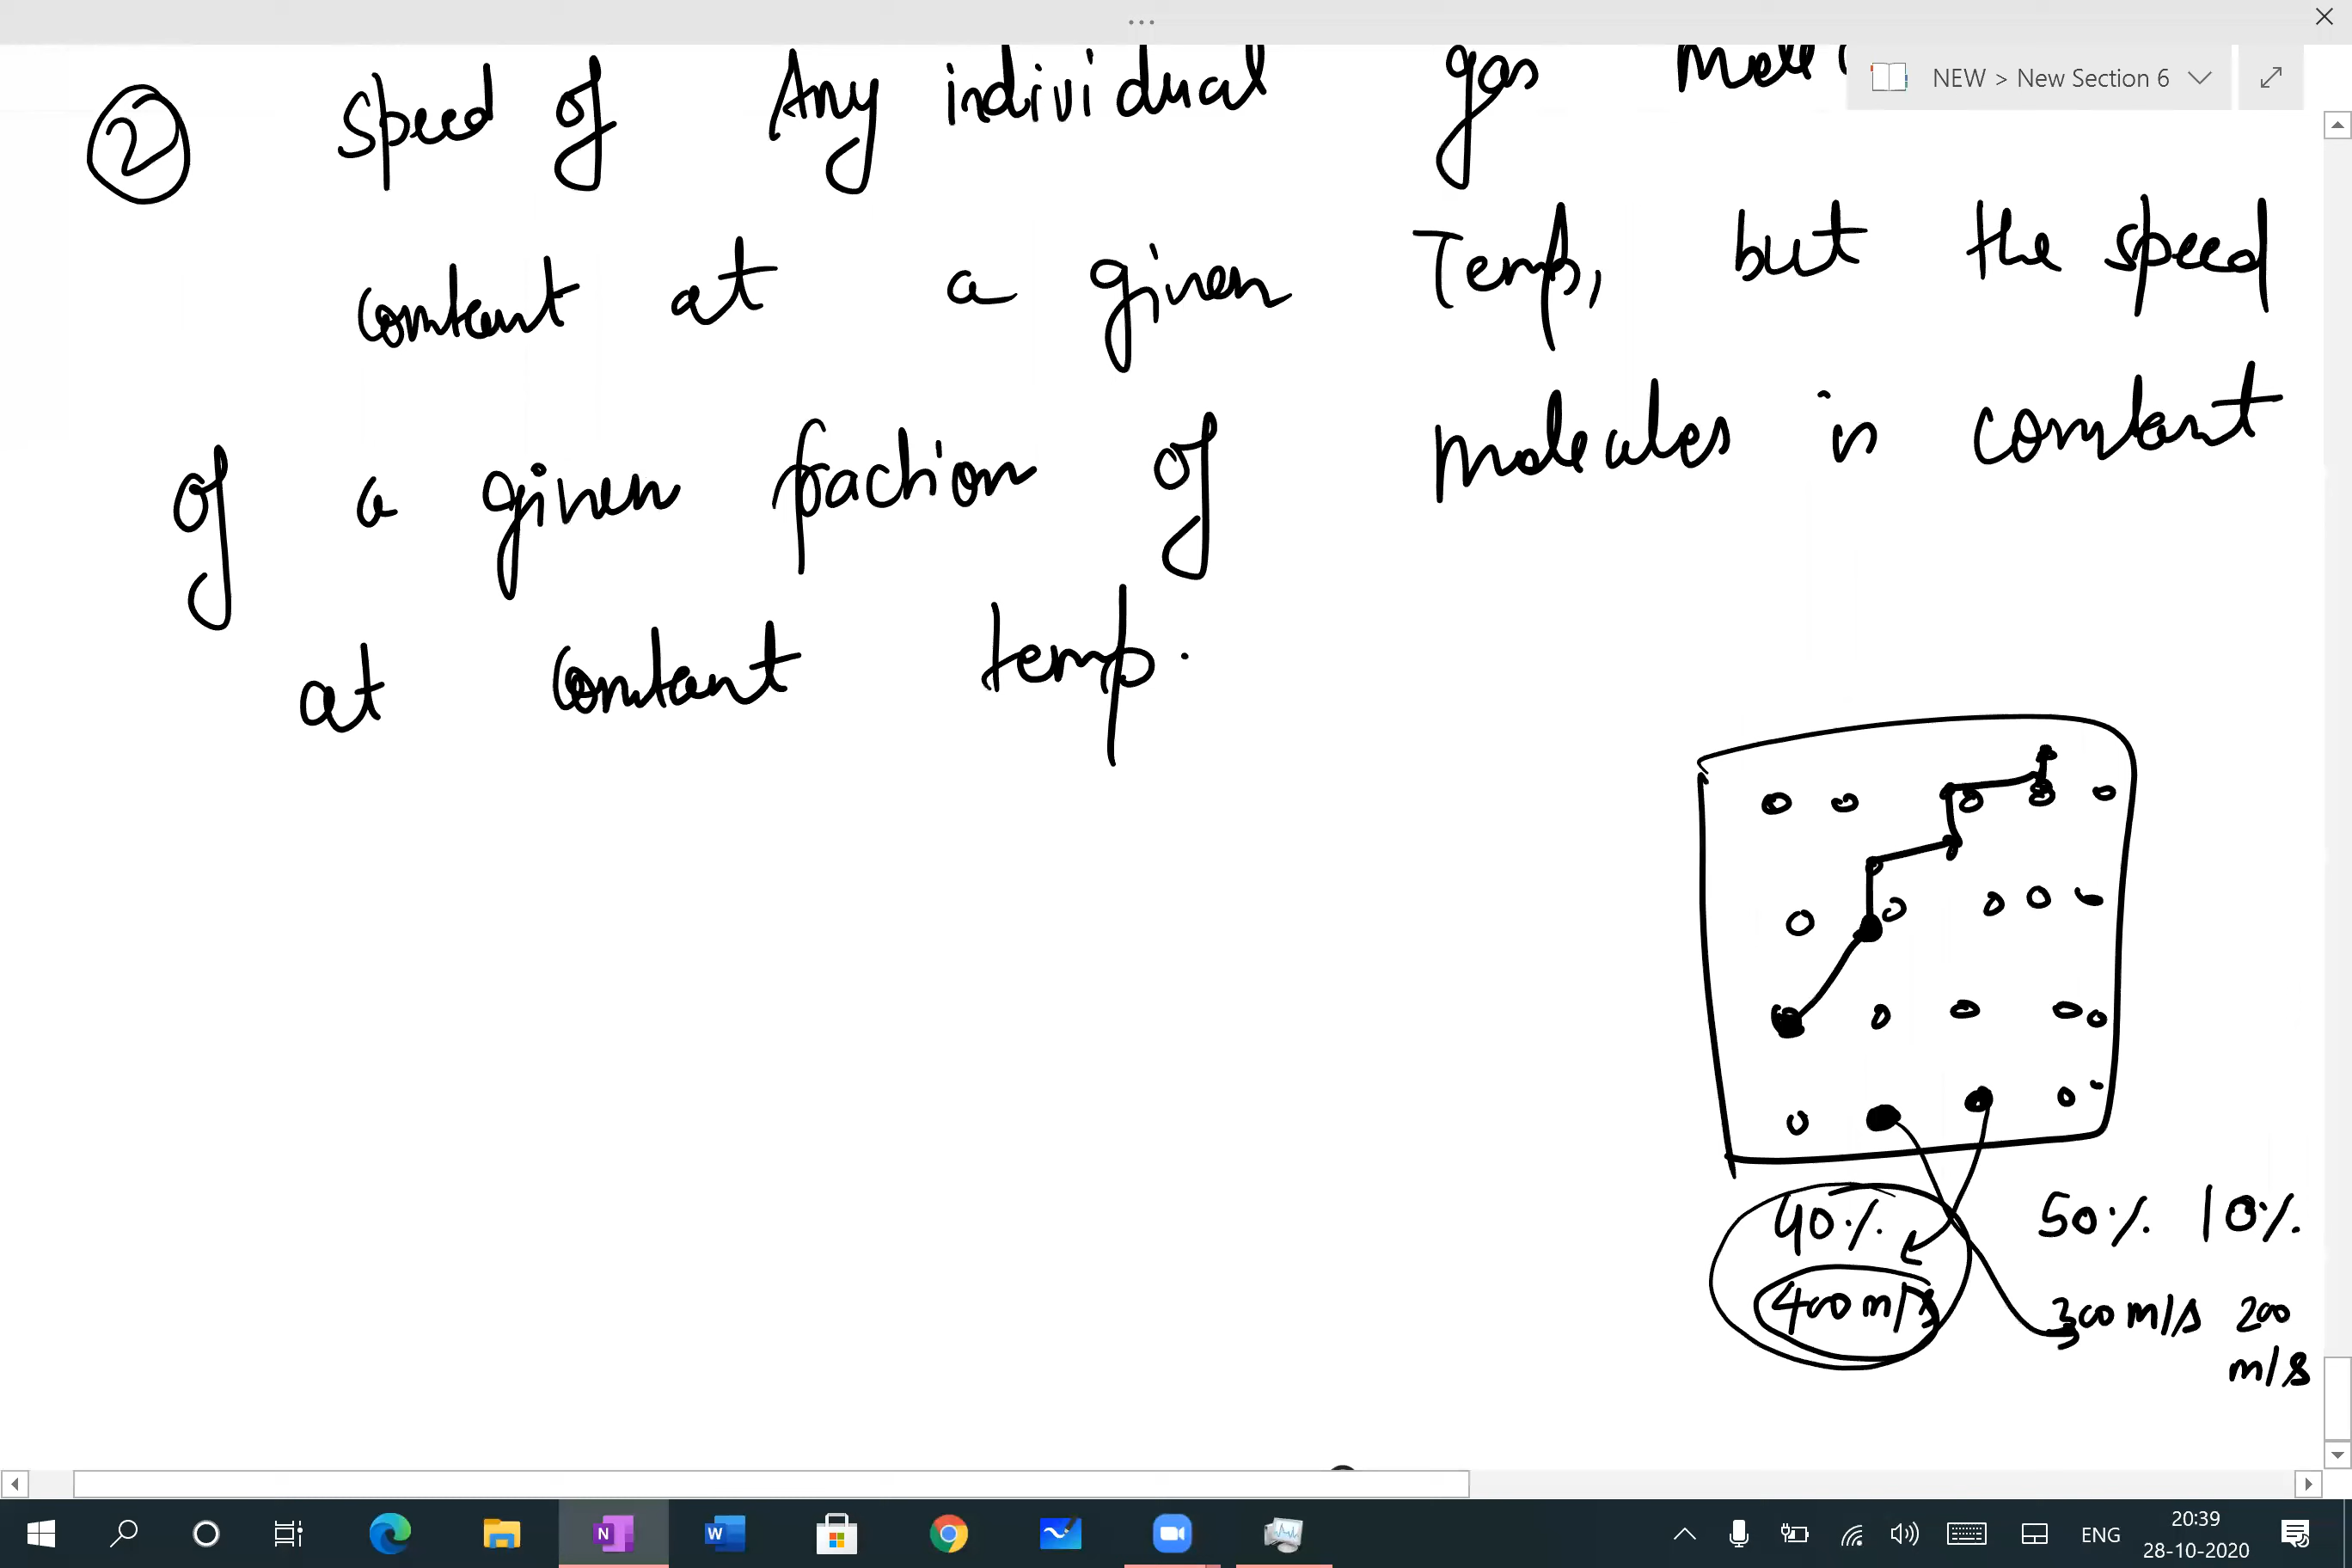 ...
NEW > New Section 6
② Speed of Any individual gas
constant at a given Temp, but the speed
of a given fraction of molecules is constant
at constant temp.
40% 50% 10%
400 m/s 300 m/s 200
m/s
ENG
20:39
28-10-2020